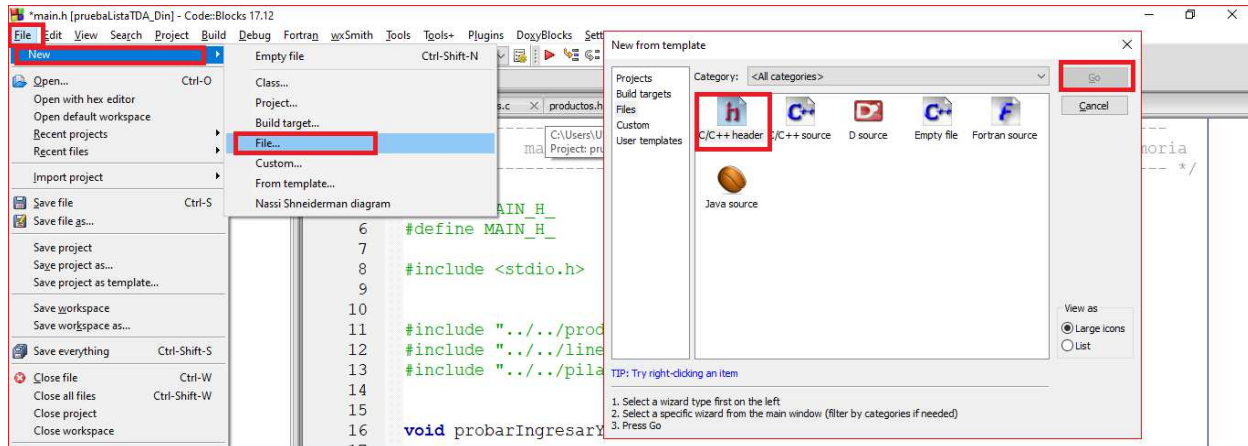 *main.h [pruebaListaTDA_Din] - Code::Blocks 17.12
File Edit View Search Project Build Debug Fortran wxSmith Tools Tools+ Plugins DoxyBlocks Sett
New
Open... Ctrl-O
Open with hex editor
Open default workspace
Recent projects
Recent files
Import project
Save file Ctrl-S
Save file as...
Save project
Save project as...
Save project as template...
Save workspace
Save workspace as...
Save everything Ctrl-Shift-S
Close file Ctrl-W
Close all files Ctrl-Shift-W
Close project
Close workspace
Empty file Ctrl-Shift-N
Class...
Project...
Build target...
File...
Custom...
From template...
Nassi Shneiderman diagram
s.c productos.h
C:\Users\U
Project: pru
ma
moria
--- */
AIN_H_
6 #define MAIN_H_
7
8 #include <stdio.h>
9
10
11 #include "../../prod
12 #include "../../line
13 #include "../../pila
14
15
16 void probarIngresarY
New from template
Projects
Build targets
Files
Custom
User templates
Category: <All categories>
Go
Cancel
C/C++ header C/C++ source D source Empty file Fortran source
Java source
View as
Large icons
List
TIP: Try right-clicking an item
1. Select a wizard type first on the left
2. Select a specific wizard from the main window (filter by categories if needed)
3. Press Go